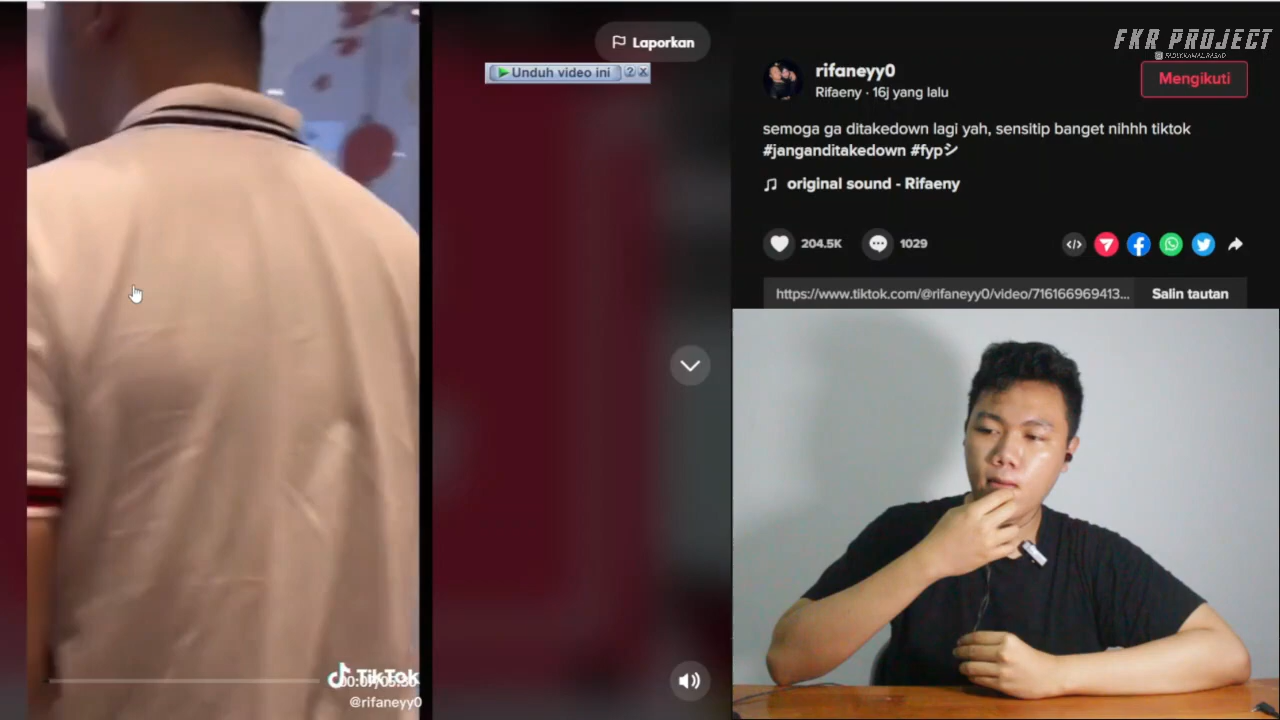 FKR PROJECT
Laporkan
Unduh video ini ? X
rifaneyy0
Rifaeny · 16j yang lalu
Mengikuti
semoga ga ditakedown lagi yah, sensitip banget nihhh tiktok
#janganditakedown #fypシ
original sound - Rifaeny
204.5K
1029
https://www.tiktok.com/@rifaneyy0/video/716166969413...
Salin tautan
TikTok
@rifaneyy0